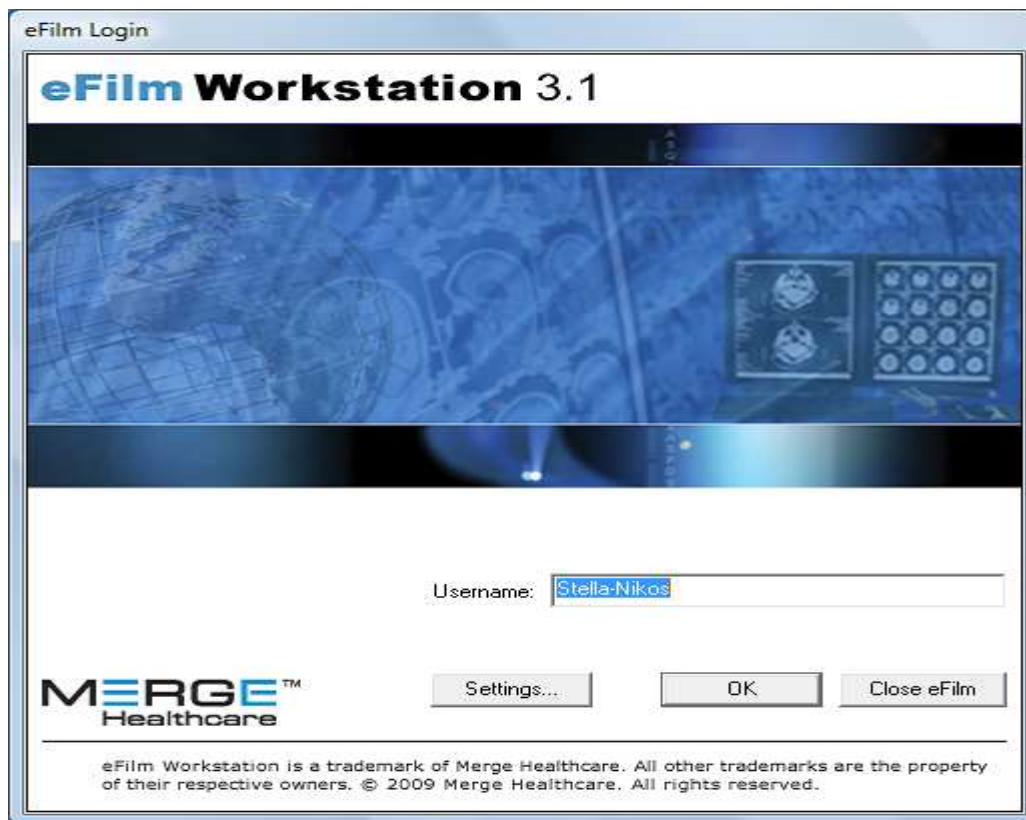 eFilm Login
eFilm Workstation 3.1
Username: Stella-Nikos
MERGE™
Healthcare
Settings... OK Close eFilm
eFilm Workstation is a trademark of Merge Healthcare. All other trademarks are the property
of their respective owners. © 2009 Merge Healthcare. All rights reserved.